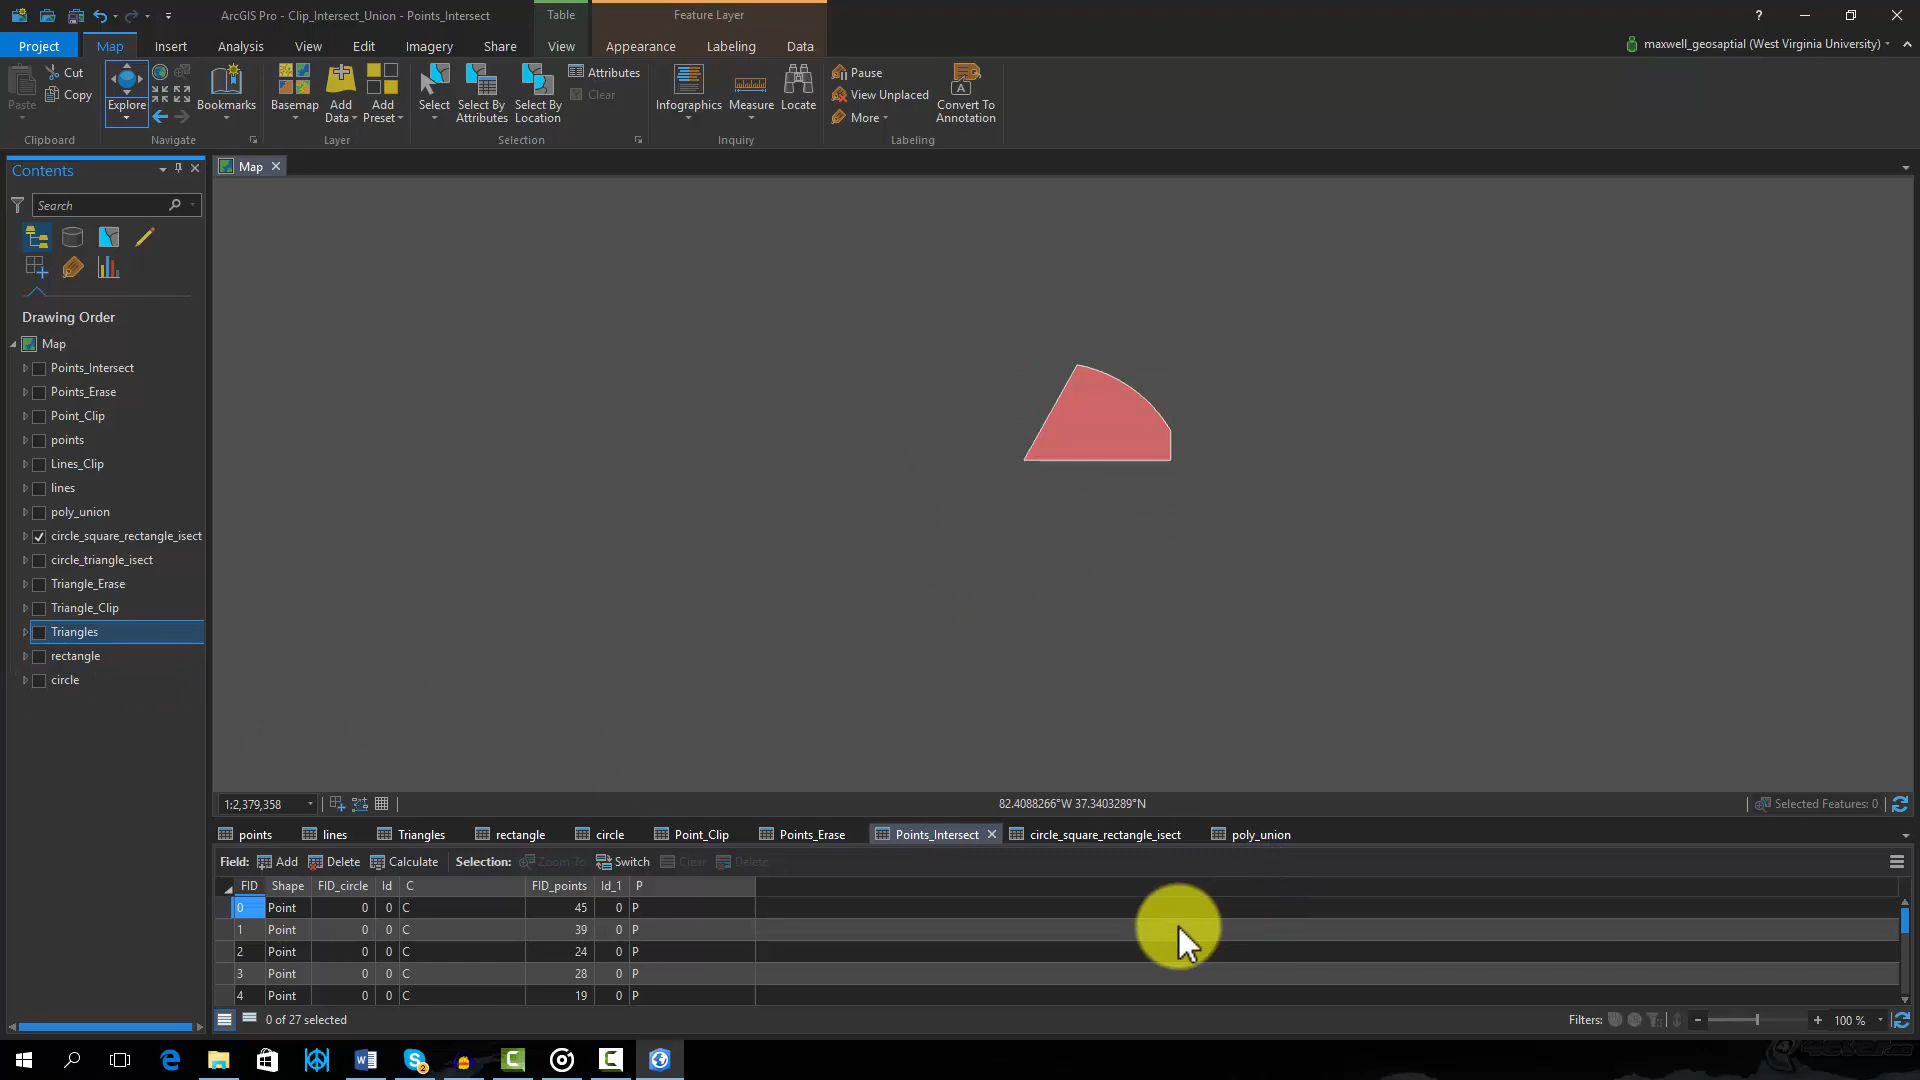 ArcGIS Pro - Clip_Intersect_Union - Points_Intersect
Table
Feature Layer
?
Project
Map
Insert
Analysis
View
Edit
Imagery
Share
View
Appearance
Labeling
Data
maxwell_geosaptial (West Virginia University)
Paste
Cut
Copy
Explore
Bookmarks
Basemap
Add Data
Add Preset
Select
Select By Attributes
Select By Location
Attributes
Clear
Infographics
Measure
Locate
Pause
View Unplaced
More
Convert To Annotation
Clipboard
Navigate
Layer
Selection
Inquiry
Labeling
Contents
Map
Search
Drawing Order
Map
Points_Intersect
Points_Erase
Point_Clip
points
Lines_Clip
lines
poly_union
circle_square_rectangle_isect
circle_triangle_isect
Triangle_Erase
Triangle_Clip
Triangles
rectangle
circle
1:2,379,358
82.4088266°W 37.3403289°N
Selected Features: 0
points
lines
Triangles
rectangle
circle
Point_Clip
Points_Erase
Points_Intersect
circle_square_rectangle_isect
poly_union
Field: Add Delete Calculate Selection: Zoom To Switch Clear Delete
FID Shape FID_circle Id C FID_points Id_1 P
0 Point 0 0 C 45 0 P
1 Point 0 0 C 39 0 P
2 Point 0 0 C 24 0 P
3 Point 0 0 C 28 0 P
4 Point 0 0 C 19 0 P
0 of 27 selected
Filters:
100 %
2